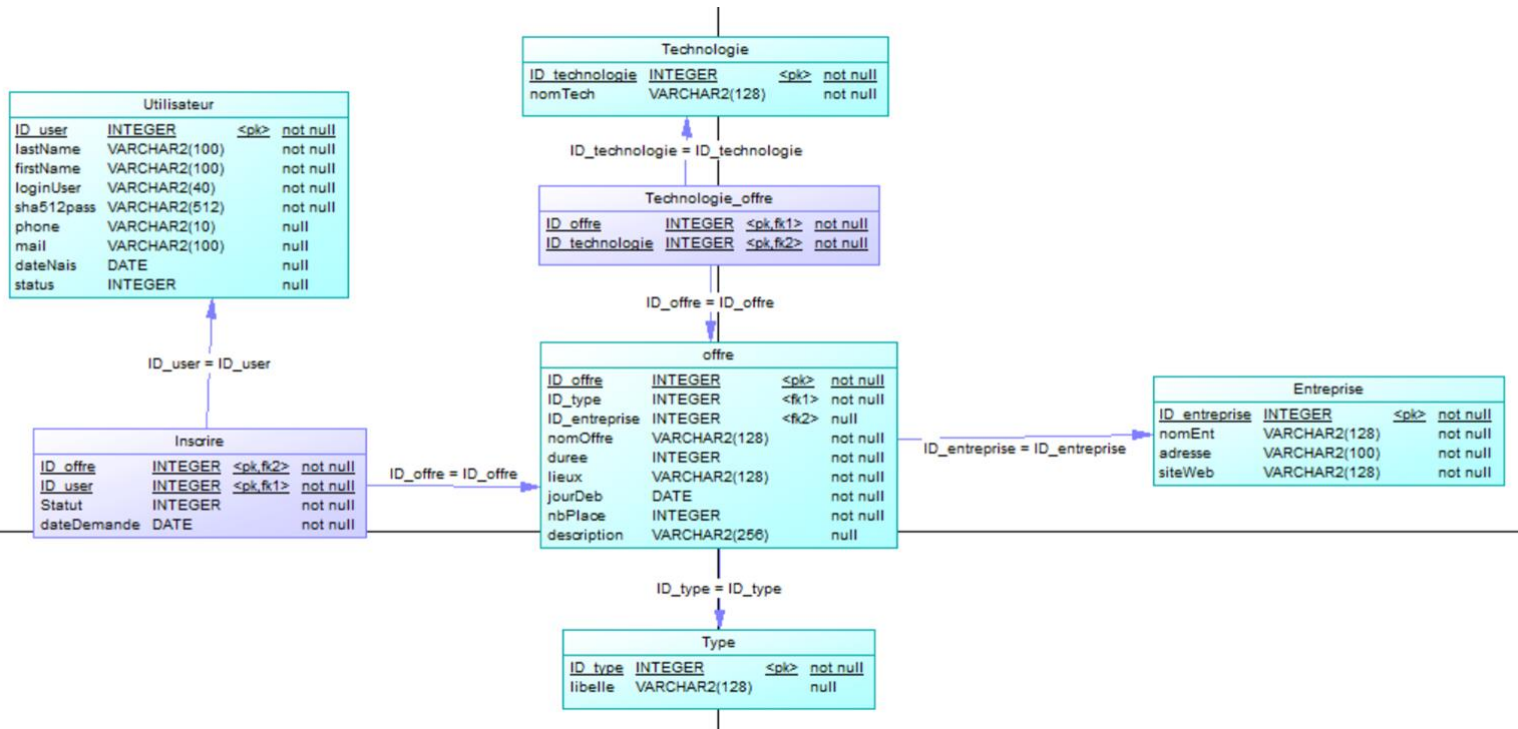 Technologie
ID_technologie INTEGER <pk> not null
nomTech VARCHAR2(128) not null
Utilisateur
ID_user INTEGER <pk> not null
lastName VARCHAR2(100) not null
firstName VARCHAR2(100) not null
loginUser VARCHAR2(40) not null
sha512pass VARCHAR2(512) not null
phone VARCHAR2(10) null
mail VARCHAR2(100) null
dateNais DATE null
status INTEGER null
ID_technologie = ID_technologie
Technologie_offre
ID_offre INTEGER <pk,fk1> not null
ID_technologie INTEGER <pk,fk2> not null
ID_offre = ID_offre
ID_user = ID_user
offre
ID_offre INTEGER <pk> not null
ID_type INTEGER <fk1> not null
ID_entreprise INTEGER <fk2> null
nomOffre VARCHAR2(128) not null
duree INTEGER not null
lieux VARCHAR2(128) not null
jourDeb DATE not null
nbPlace INTEGER not null
description VARCHAR2(256) null
ID_entreprise = ID_entreprise
Entreprise
ID_entreprise INTEGER <pk> not null
nomEnt VARCHAR2(128) not null
adresse VARCHAR2(100) not null
siteWeb VARCHAR2(128) not null
Inscrire
ID_offre INTEGER <pk,fk2> not null
ID_user INTEGER <pk,fk1> not null
Statut INTEGER not null
dateDemande DATE not null
ID_offre = ID_offre
ID_type = ID_type
Type
ID_type INTEGER <pk> not null
libelle VARCHAR2(128) null